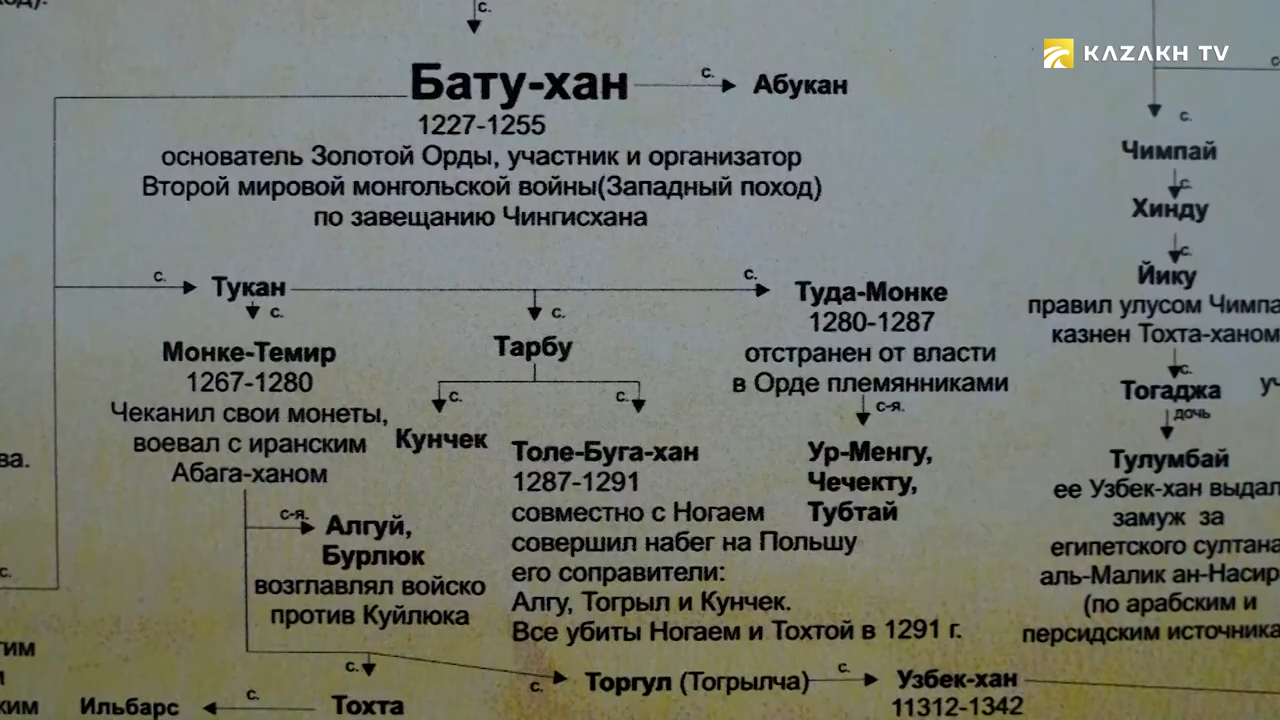 KAZAKH TV
с.
Бату-хан
с.
Абукан
1227-1255
основатель Золотой Орды, участник и организатор
Второй мировой монгольской войны(Западный поход)
по завещанию Чингисхана
с.
Тукан
с.
с.
Монке-Темир
1267-1280
Чеканил свои монеты,
воевал с иранским
Абага-ханом
с-я.
Алгуй,
Бурлюк
возглавлял войско
против Куйлюка
с.
Тарбу
с.
с.
Кунчек
Толе-Буга-хан
1287-1291
совместно с Ногаем
совершил набег на Польшу
его соправители:
Алгу, Тогрыл и Кунчек.
Все убиты Ногаем и Тохтой в 1291 г.
Туда-Монке
1280-1287
отстранен от власти
в Орде племянниками
с-я.
Ур-Менгу,
Чечекту,
Тубтай
с.
Чимпай
с.
Хинду
с.
Йику
правил улусом Чимпа
казнен Тохта-ханом
с.
Тогаджа
дочь
Тулумбай
ее Узбек-хан выдал
замуж за
египетского султана
аль-Малик ан-Насир
(по арабским и
персидским источника
с.
Тохта
с.
Ильбарс
с.
Торгул (Тогрылча)
с.
Узбек-хан
11312-1342
ва.
с.
гим
ким